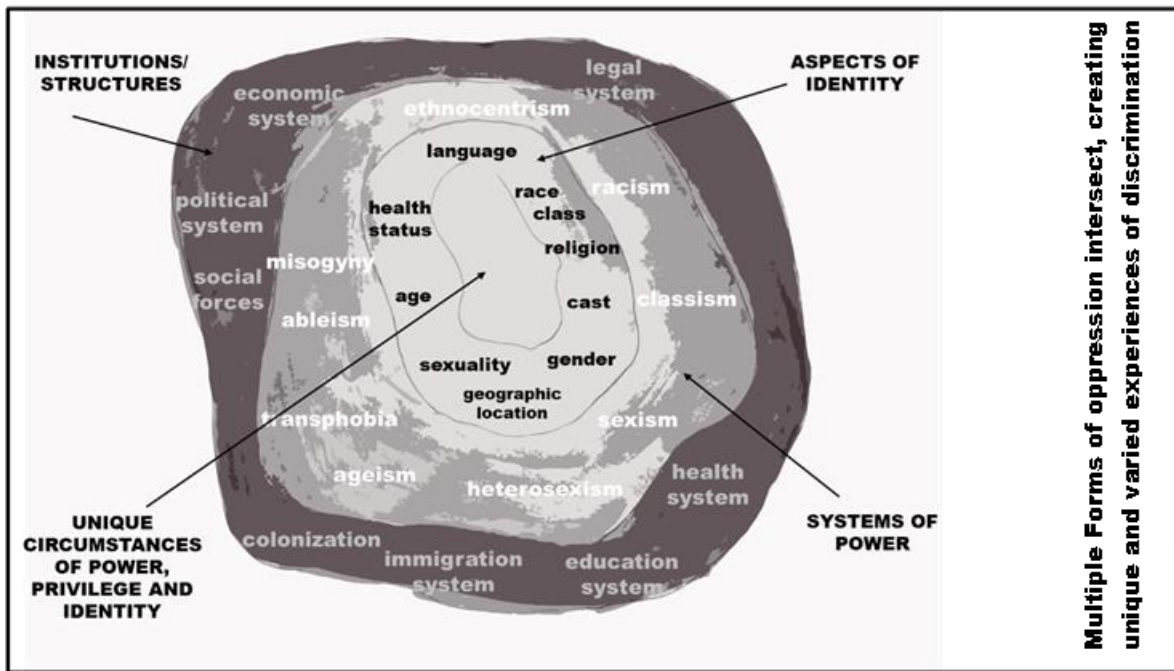 INSTITUTIONS/
STRUCTURES
ASPECTS OF
IDENTITY
legal
system
economic
system
ethnocentrism
language
racism
race
class
health
status
political
system
religion
misogyny
social
forces
age
cast
classism
ableism
sexuality
gender
geographic
location
transphobia
sexism
ageism
heterosexism
health
system
UNIQUE
CIRCUMSTANCES
OF POWER,
PRIVILEGE AND
IDENTITY
SYSTEMS OF
POWER
colonization
immigration
system
education
system
Multiple Forms of oppression intersect, creating
unique and varied experiences of discrimination